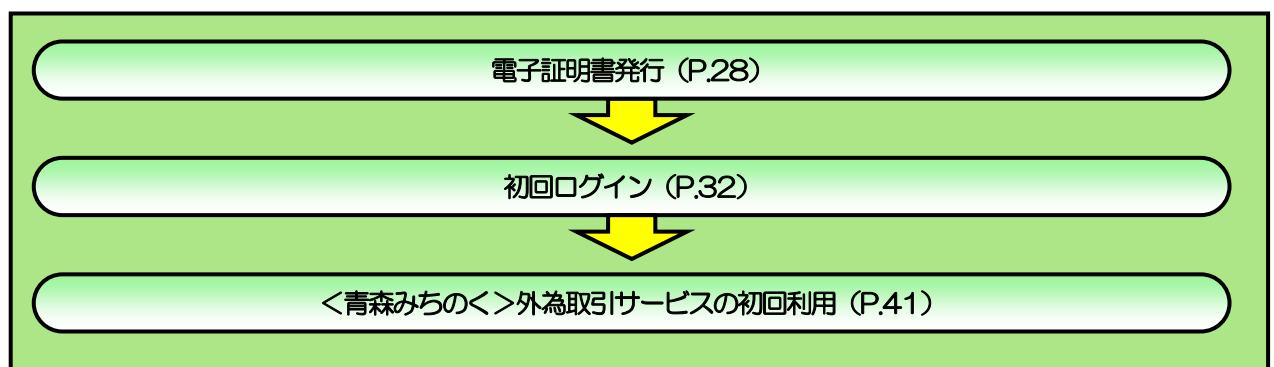 電子証明書発行（P.28）
初回ログイン（P.32）
＜青森みちのく＞外為取引サービスの初回利用（P.41）